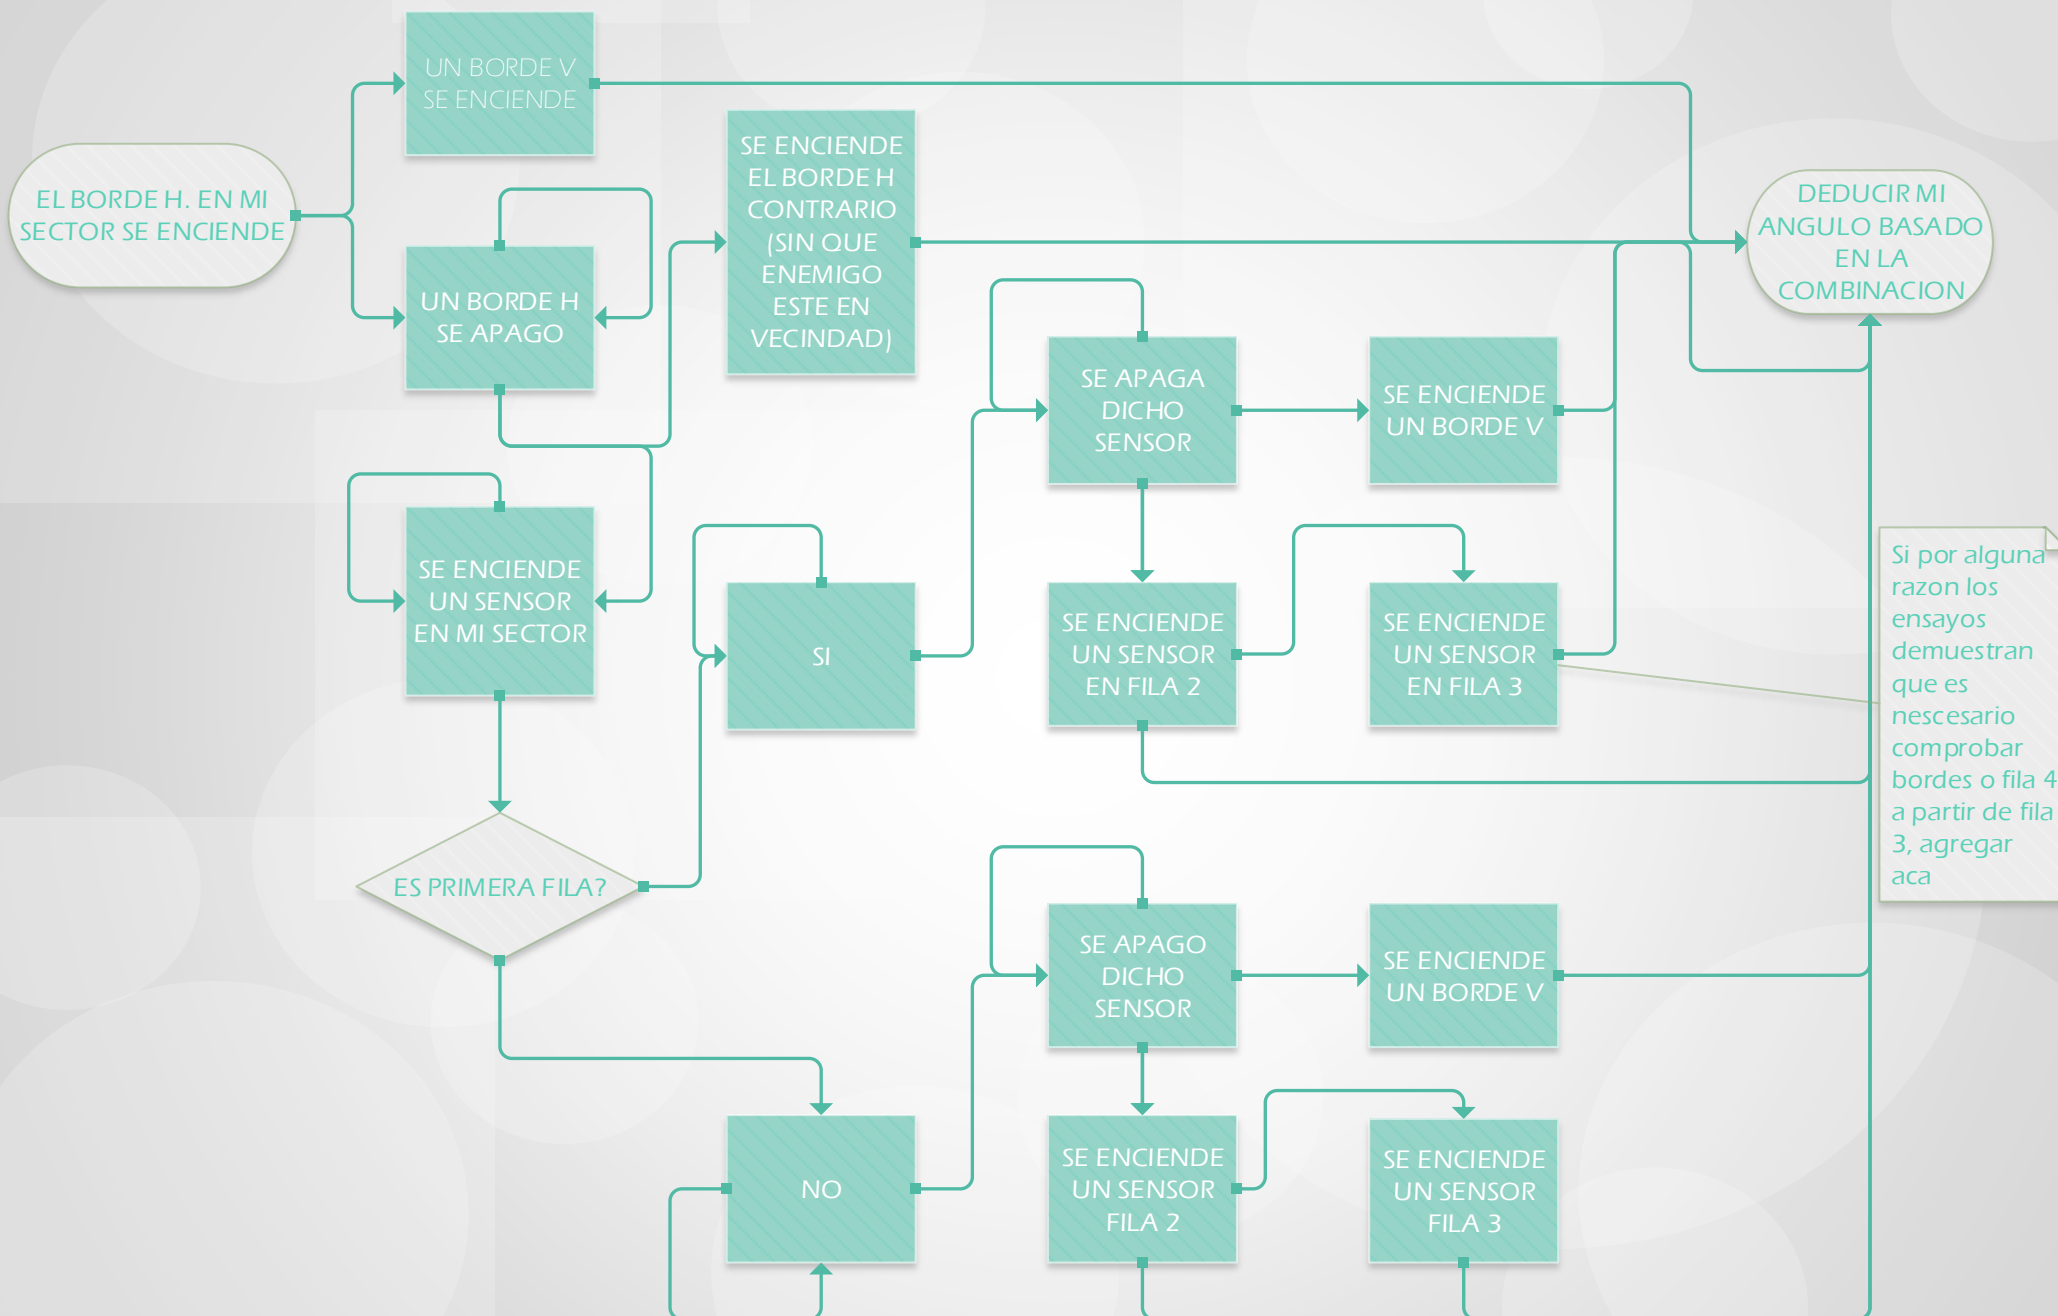 UN BORDE V
SE ENCIENDE
EL BORDE H. EN MI
SECTOR SE ENCIENDE
UN BORDE H
SE APAGO
SE ENCIENDE
EL BORDE H
CONTRARIO
(SIN QUE
ENEMIGO
ESTE EN
VECINDAD)
DEDUCIR MI
ANGULO BASADO
EN LA
COMBINACION
SE APAGA
DICHO
SENSOR
SE ENCIENDE
UN BORDE V
SE ENCIENDE
UN SENSOR
EN MI SECTOR
SI
SE ENCIENDE
UN SENSOR
EN FILA 2
SE ENCIENDE
UN SENSOR
EN FILA 3
Si por alguna
razon los
ensayos
demuestran
que es
nescesario
comprobar
bordes o fila 4
a partir de fila
3, agregar
aca
ES PRIMERA FILA?
SE APAGO
DICHO
SENSOR
SE ENCIENDE
UN BORDE V
NO
SE ENCIENDE
UN SENSOR
FILA 2
SE ENCIENDE
UN SENSOR
FILA 3